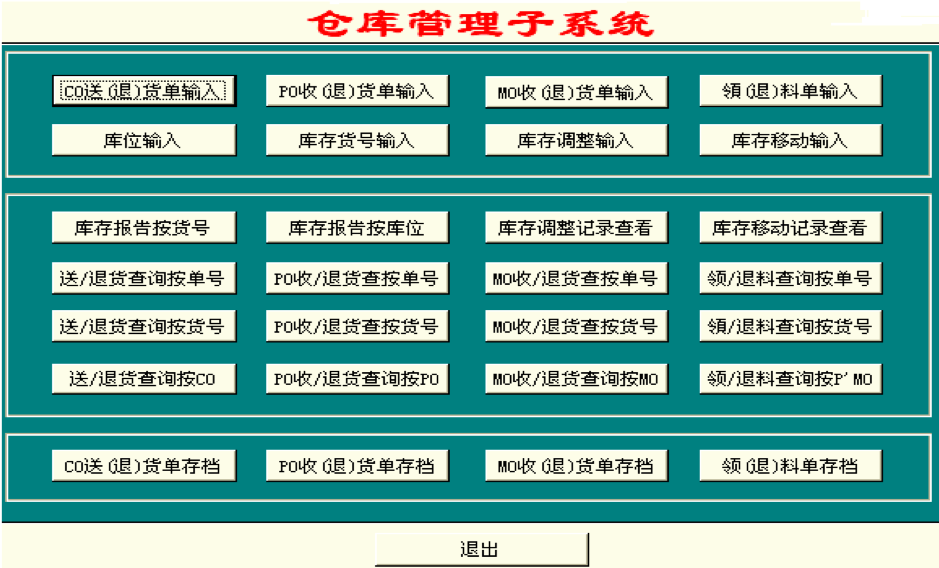 仓库管理子系统
CO送(退)货单输入 PO收(退)货单输入 MO收(退)货单输入 領(退)料单输入
库位输入 库存货号输入 库存调整输入 库存移动输入
库存报告按货号 库存报告按库位 库存调整记录查看 库存移动记录查看
送/退货查询按单号 PO收/退货查按单号 MO收/退货查按单号 领/退料查询按单号
送/退货查询按货号 PO收/退货查按货号 MO收/退货查按货号 領/退料查询按货号
送/退货查询按CO PO收/退货查询按PO MO收/退货查询按MO 领/退料查询按P'MO
CO送(退)货单存档 PO收(退)货单存档 MO收(退)货单存档 领(退)料单存档
退出